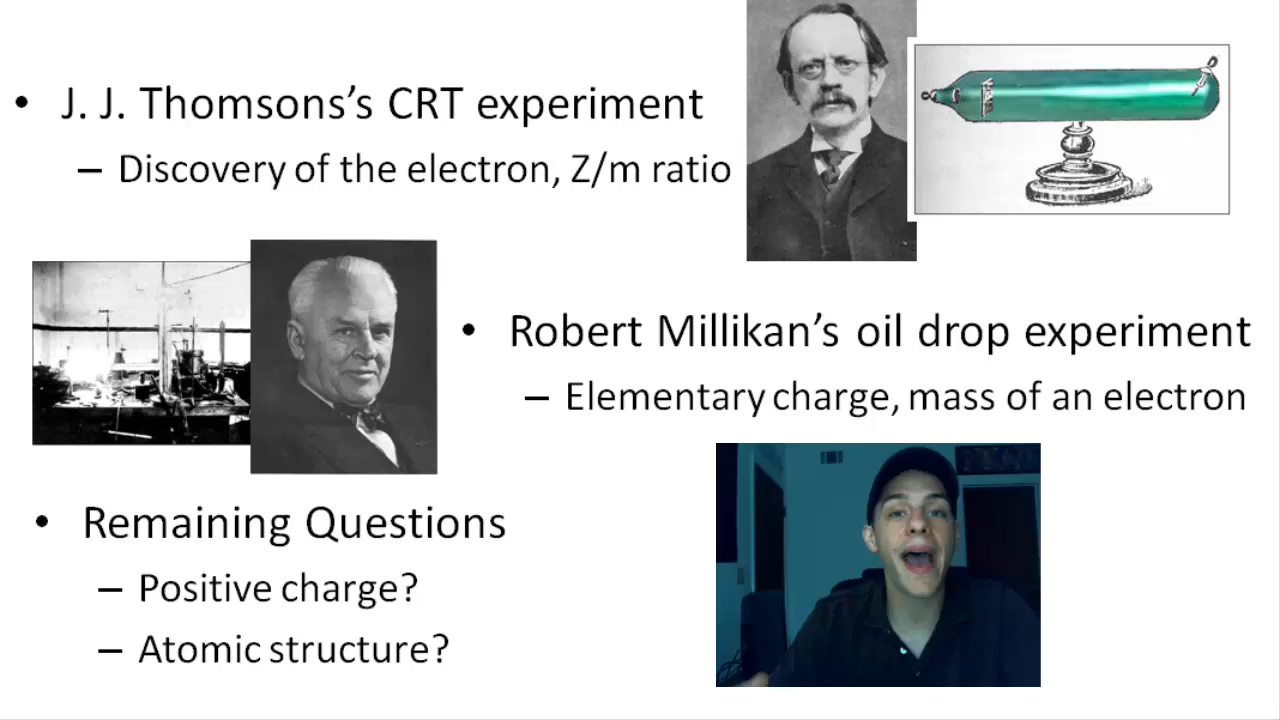 • J. J. Thomsons’s CRT experiment
– Discovery of the electron, Z/m ratio
• Robert Millikan’s oil drop experiment
– Elementary charge, mass of an electron
• Remaining Questions
– Positive charge?
– Atomic structure?